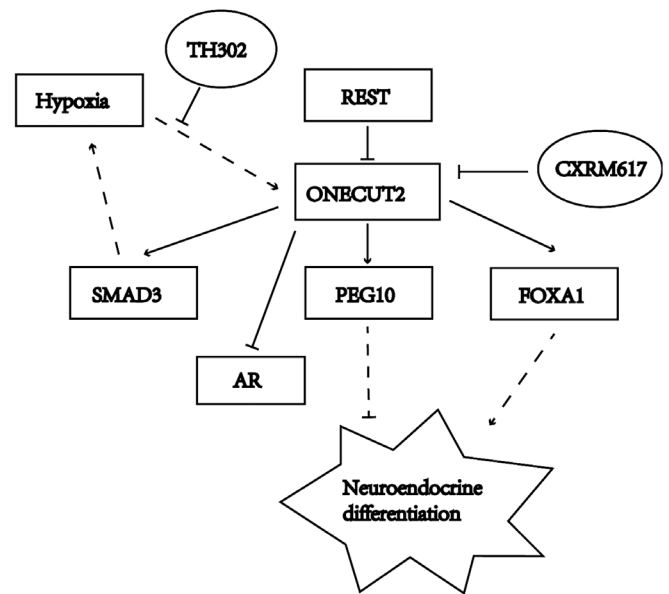 TH302
Hypoxia
REST
CXRM617
ONECUT2
SMAD3
PEG10
FOXA1
AR
Neuroendocrine
differentiation